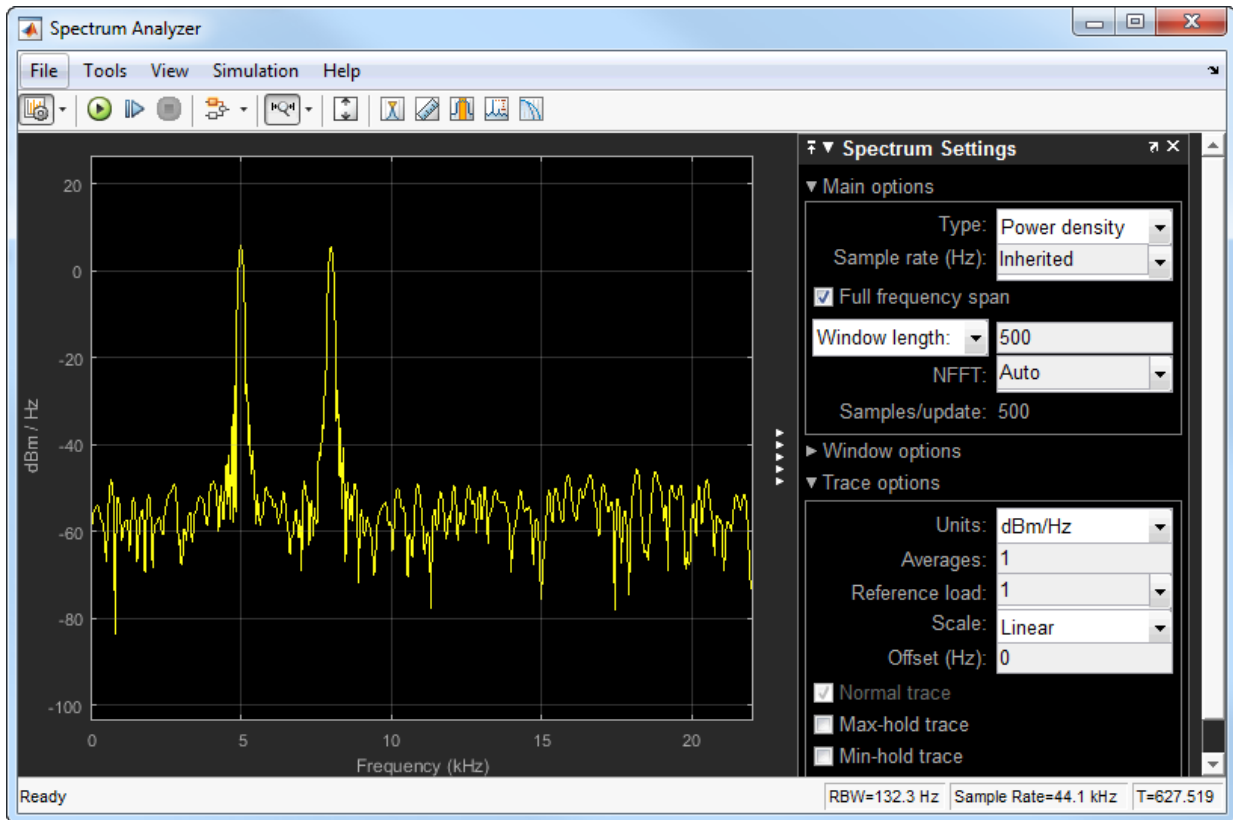 Spectrum Analyzer
File Tools View Simulation Help
Spectrum Settings
Main options
Type: Power density
Sample rate (Hz): Inherited
Full frequency span
Window length: 500
NFFT: Auto
Samples/update: 500
Window options
Trace options
Units: dBm/Hz
Averages: 1
Reference load: 1
Scale: Linear
Offset (Hz): 0
Normal trace
Max-hold trace
Min-hold trace
20
0
-20
-40
-60
-80
-100
dBm / Hz
0 5 10 15 20
Frequency (kHz)
Ready RBW=132.3 Hz Sample Rate=44.1 kHz T=627.519